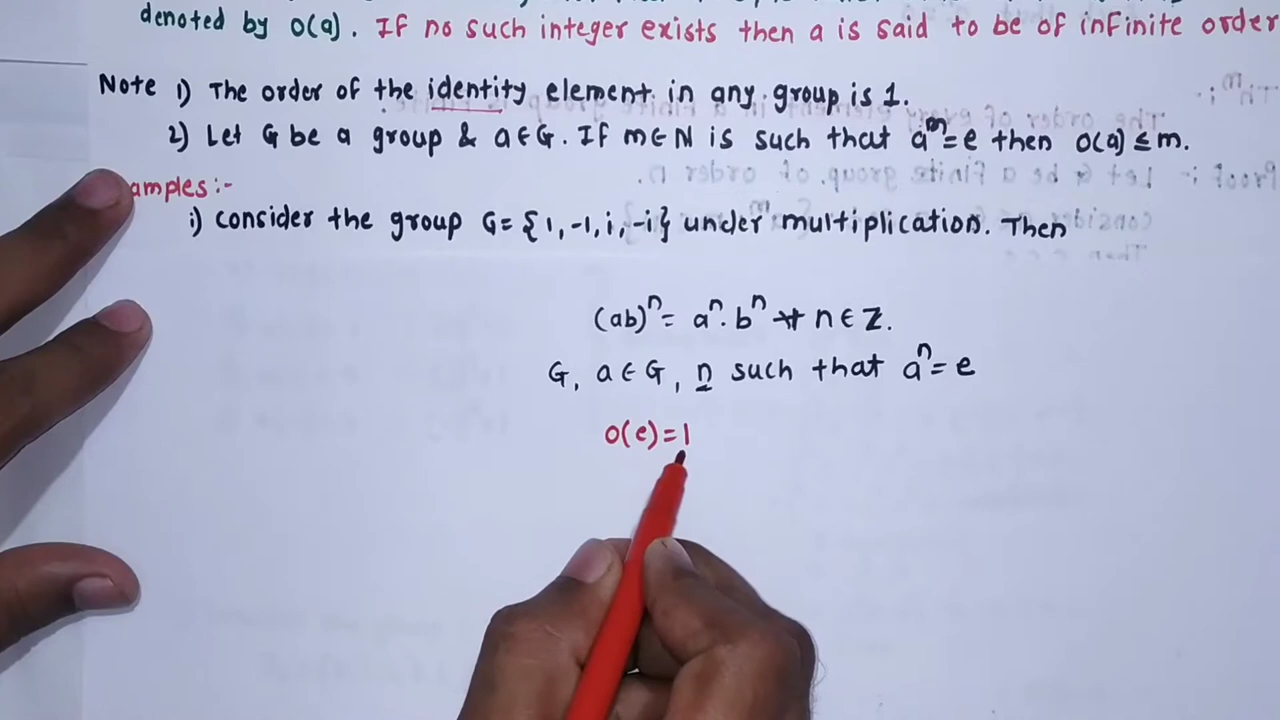 denoted by o(a). If no such integer exists then a is said to be of infinite order
Note 1) The order of the identity element in any group is 1.
2) Let G be a group & a∈G. If m∈N is such that a^m=e then o(a) ≤ m.
amples:-
i) consider the group G= {1,-1,i,-i} under multiplication. Then
(ab)^n = a^n. b^n ∀ n ∈ Z.
G, a ∈ G, n such that a^n = e
o(e)=1